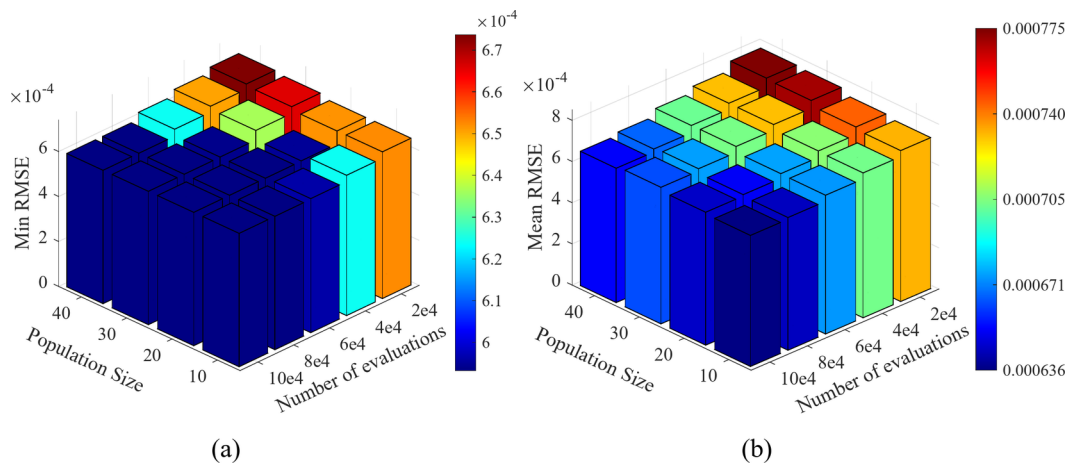 ×10⁻⁴
6.7
6.6
6.5
6.4
6.3
6.2
6.1
6
×10⁻⁴
6
4
2
0
Min RMSE
40
30
20
10
Population Size
10e4
8e4
6e4
4e4
2e4
Number of evaluations
(a)
8
6
4
2
0
×10⁻⁴
Mean RMSE
40
30
20
10
Population Size
10e4
8e4
6e4
4e4
2e4
Number of evaluations
0.000775
0.000740
0.000705
0.000671
0.000636
(b)